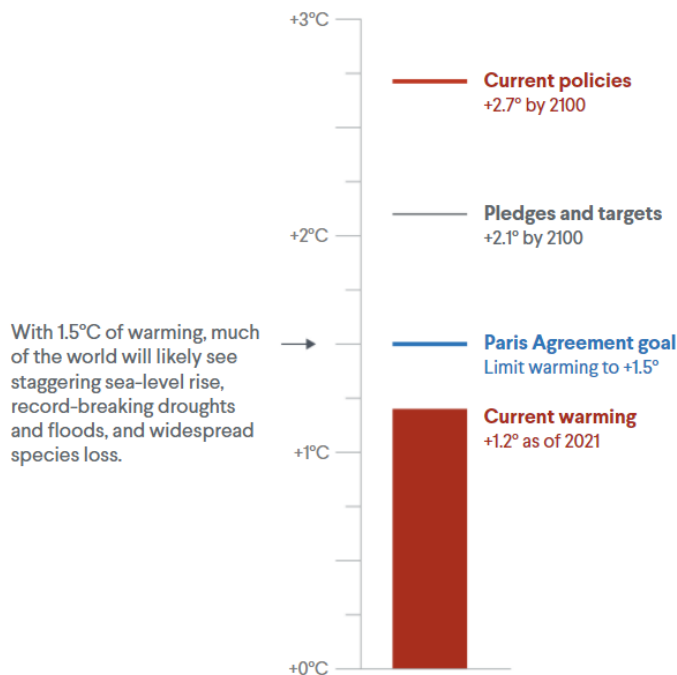 +3°C
Current policies
+2.7° by 2100
Pledges and targets
+2.1° by 2100
+2°C
With 1.5°C of warming, much
of the world will likely see
staggering sea-level rise,
record-breaking droughts
and floods, and widespread
species loss.
Paris Agreement goal
Limit warming to +1.5°
Current warming
+1.2° as of 2021
+1°C
+0°C